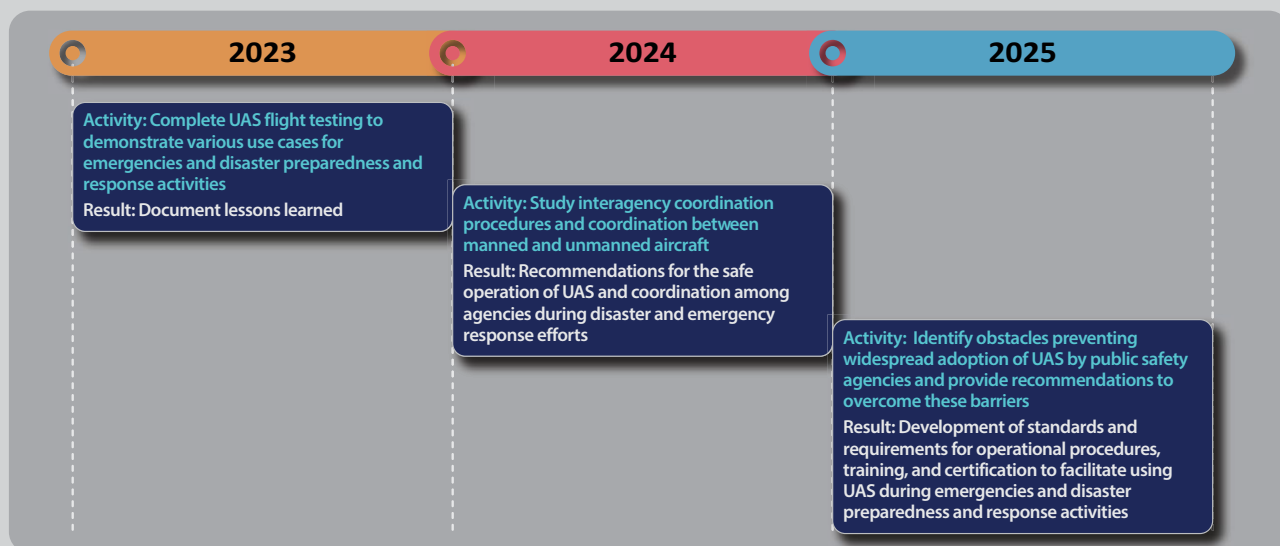 2023
2024
2025
Activity: Complete UAS flight testing to
demonstrate various use cases for
emergencies and disaster preparedness and
response activities
Result: Document lessons learned
Activity: Study interagency coordination
procedures and coordination between
manned and unmanned aircraft
Result: Recommendations for the safe
operation of UAS and coordination among
agencies during disaster and emergency
response efforts
Activity:  Identify obstacles preventing
widespread adoption of UAS by public safety
agencies and provide recommendations to
overcome these barriers
Result: Development of standards and
requirements for operational procedures,
training, and certification to facilitate using
UAS during emergencies and disaster
preparedness and response activities